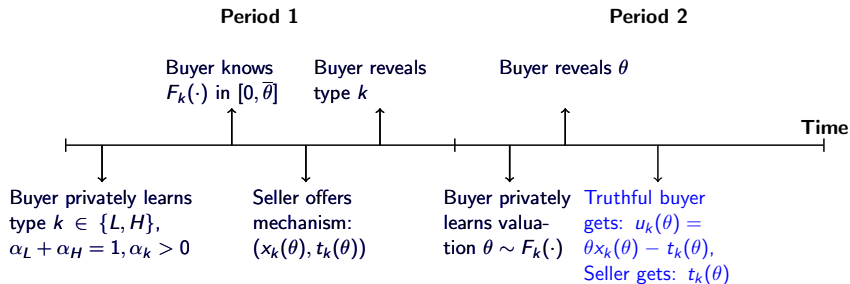 Period 1
Period 2
Buyer knows
F_k(·) in [0, θ̅]
Buyer reveals
type k
Buyer reveals θ
Time
Buyer privately learns
type k ∈ {L, H},
α_L + α_H = 1, α_k > 0
Seller offers
mechanism:
(x_k(θ), t_k(θ))
Buyer privately
learns valua-
tion θ ∼ F_k(·)
Truthful buyer
gets: u_k(θ) =
θx_k(θ) − t_k(θ),
Seller gets: t_k(θ)